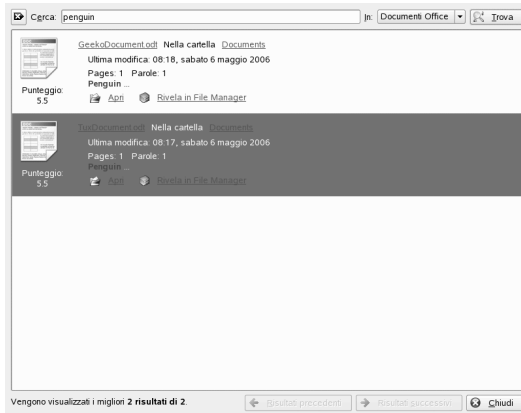 Cerca: penguin In: Documenti Office Trova
GeekoDocument.odt Nella cartella Documents
Ultima modifica: 08:18, sabato 6 maggio 2006
Pages: 1 Parole: 1
Penguin ...
Punteggio:
5.5
Apri Rivela in File Manager
TuxDocument.odt Nella cartella Documents
Ultima modifica: 08:17, sabato 6 maggio 2006
Pages: 1 Parole: 1
Penguin ...
Punteggio:
5.5
Apri Rivela in File Manager
Vengono visualizzati i migliori 2 risultati di 2. Risultati precedenti Risultati successivi Chiudi